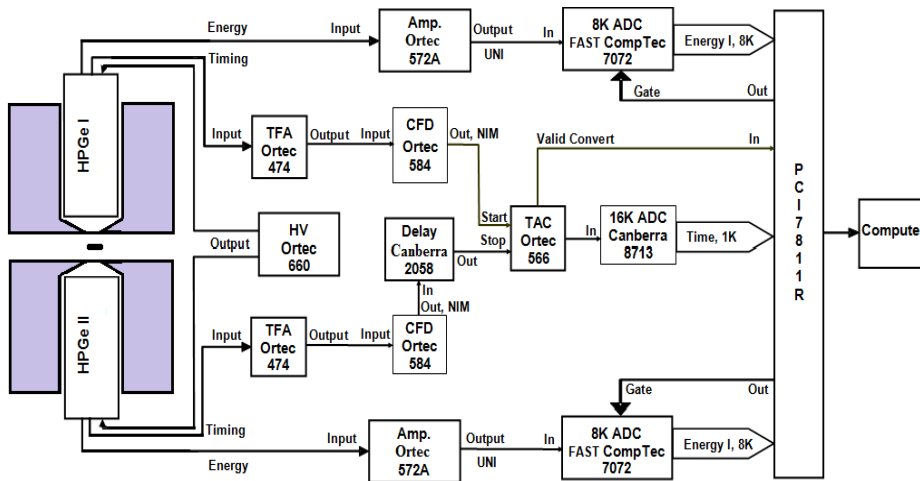 Energy
Input
Amp.
Ortec
572A
Output
UNI
In
8K ADC
FAST CompTec
7072
Energy I, 8K
Timing
Gate
Out
HPGe I
Input
TFA
Ortec
474
Output
Input
CFD
Ortec
584
Out, NIM
Valid Convert
In
Start
HV
Ortec
660
Output
Delay
Canberra
2058
Stop
Out
In
Out, NIM
TAC
Ortec
566
In
16K ADC
Canberra
8713
Time, 1K
PCI7811R
Compute
HPGe II
Input
TFA
Ortec
474
Output
Input
CFD
Ortec
584
Gate
Out
Timing
Energy
Input
Amp.
Ortec
572A
Output
UNI
In
8K ADC
FAST CompTec
7072
Energy I, 8K